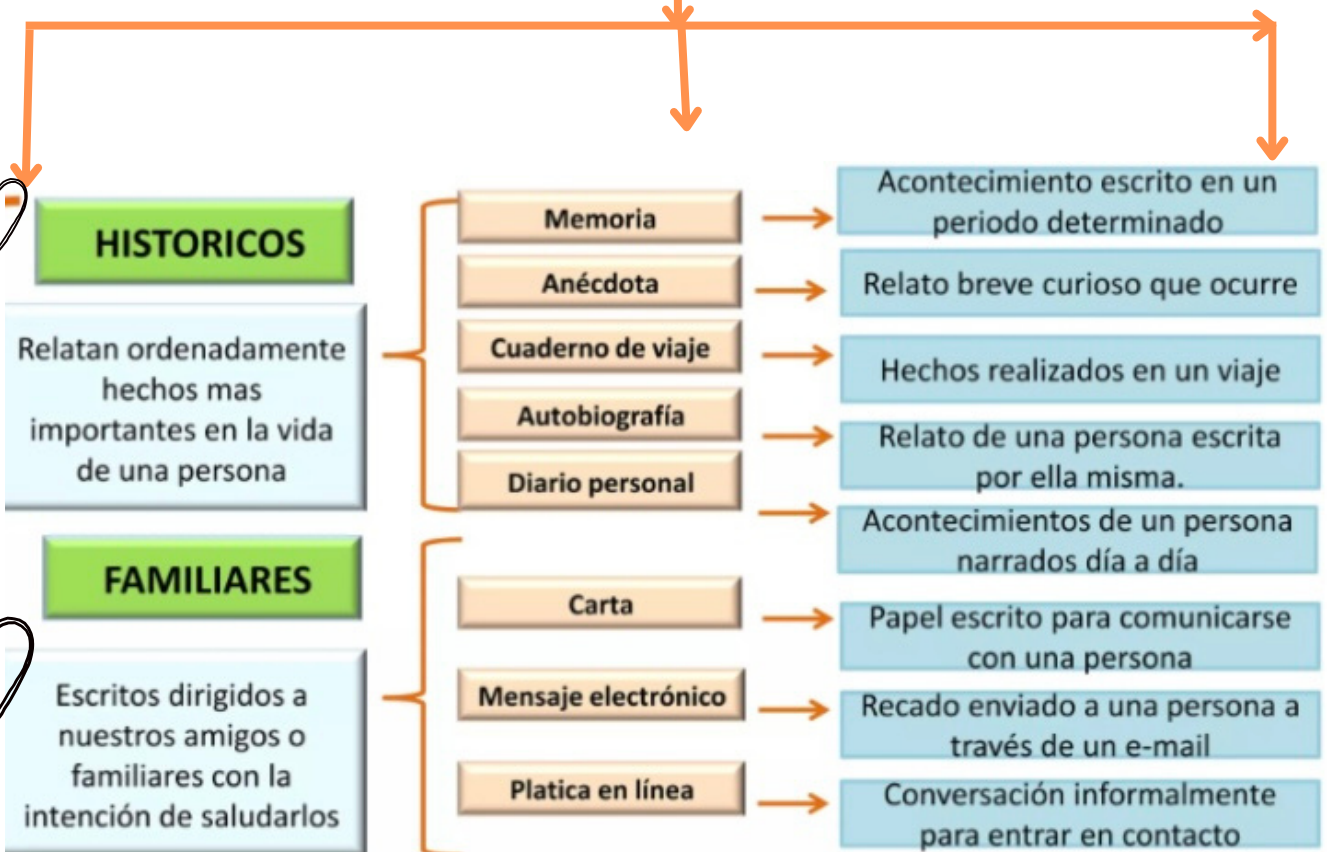 HISTORICOS
Relatan ordenadamente
hechos mas
importantes en la vida
de una persona
Memoria
Acontecimiento escrito en un
periodo determinado
Anécdota
Relato breve curioso que ocurre
Cuaderno de viaje
Hechos realizados en un viaje
Autobiografía
Relato de una persona escrita
por ella misma.
Diario personal
Acontecimientos de un persona
narrados día a día
FAMILIARES
Escritos dirigidos a
nuestros amigos o
familiares con la
intención de saludarlos
Carta
Papel escrito para comunicarse
con una persona
Mensaje electrónico
Recado enviado a una persona a
través de un e-mail
Platica en línea
Conversación informalmente
para entrar en contacto